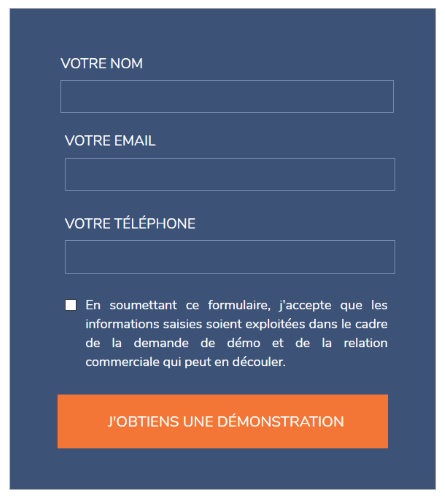 VOTRE NOM
VOTRE EMAIL
VOTRE TÉLÉPHONE
En soumettant ce formulaire, j'accepte que les
informations saisies soient exploitées dans le cadre
de la demande de démo et de la relation
commerciale qui peut en découler.
J'OBTIENS UNE DÉMONSTRATION